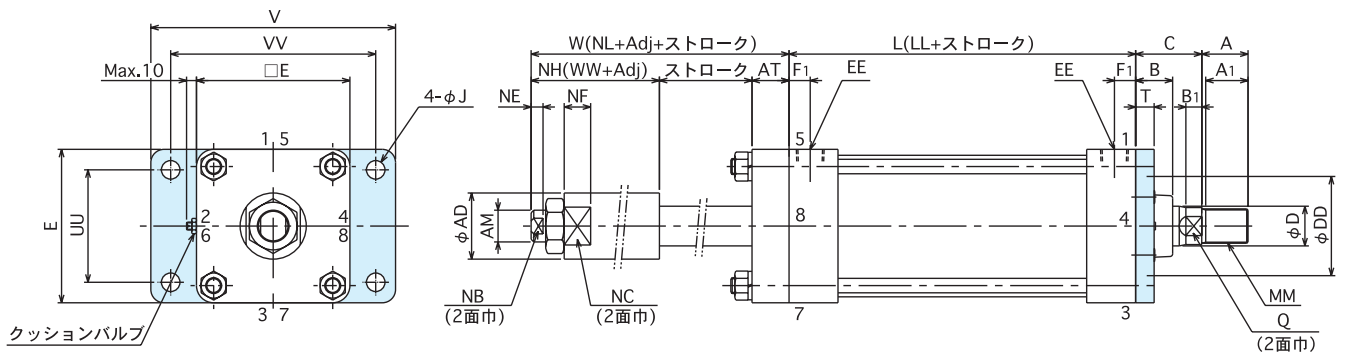 V
VV
Max.10
□E
4-φJ
1 5
E
UU
2
6
4
8
3 7
クッションバルブ
W(NL+Adj+ストローク)
L(LL+ストローク)
C
A
NH(WW+Adj)
ストローク
AT
F1
EE
EE
F1
B
A1
NE
NF
T
B1
5
1
φAD
AM
8
4
φD
φDD
NB
(2面巾)
NC
(2面巾)
7
3
MM
Q
(2面巾)